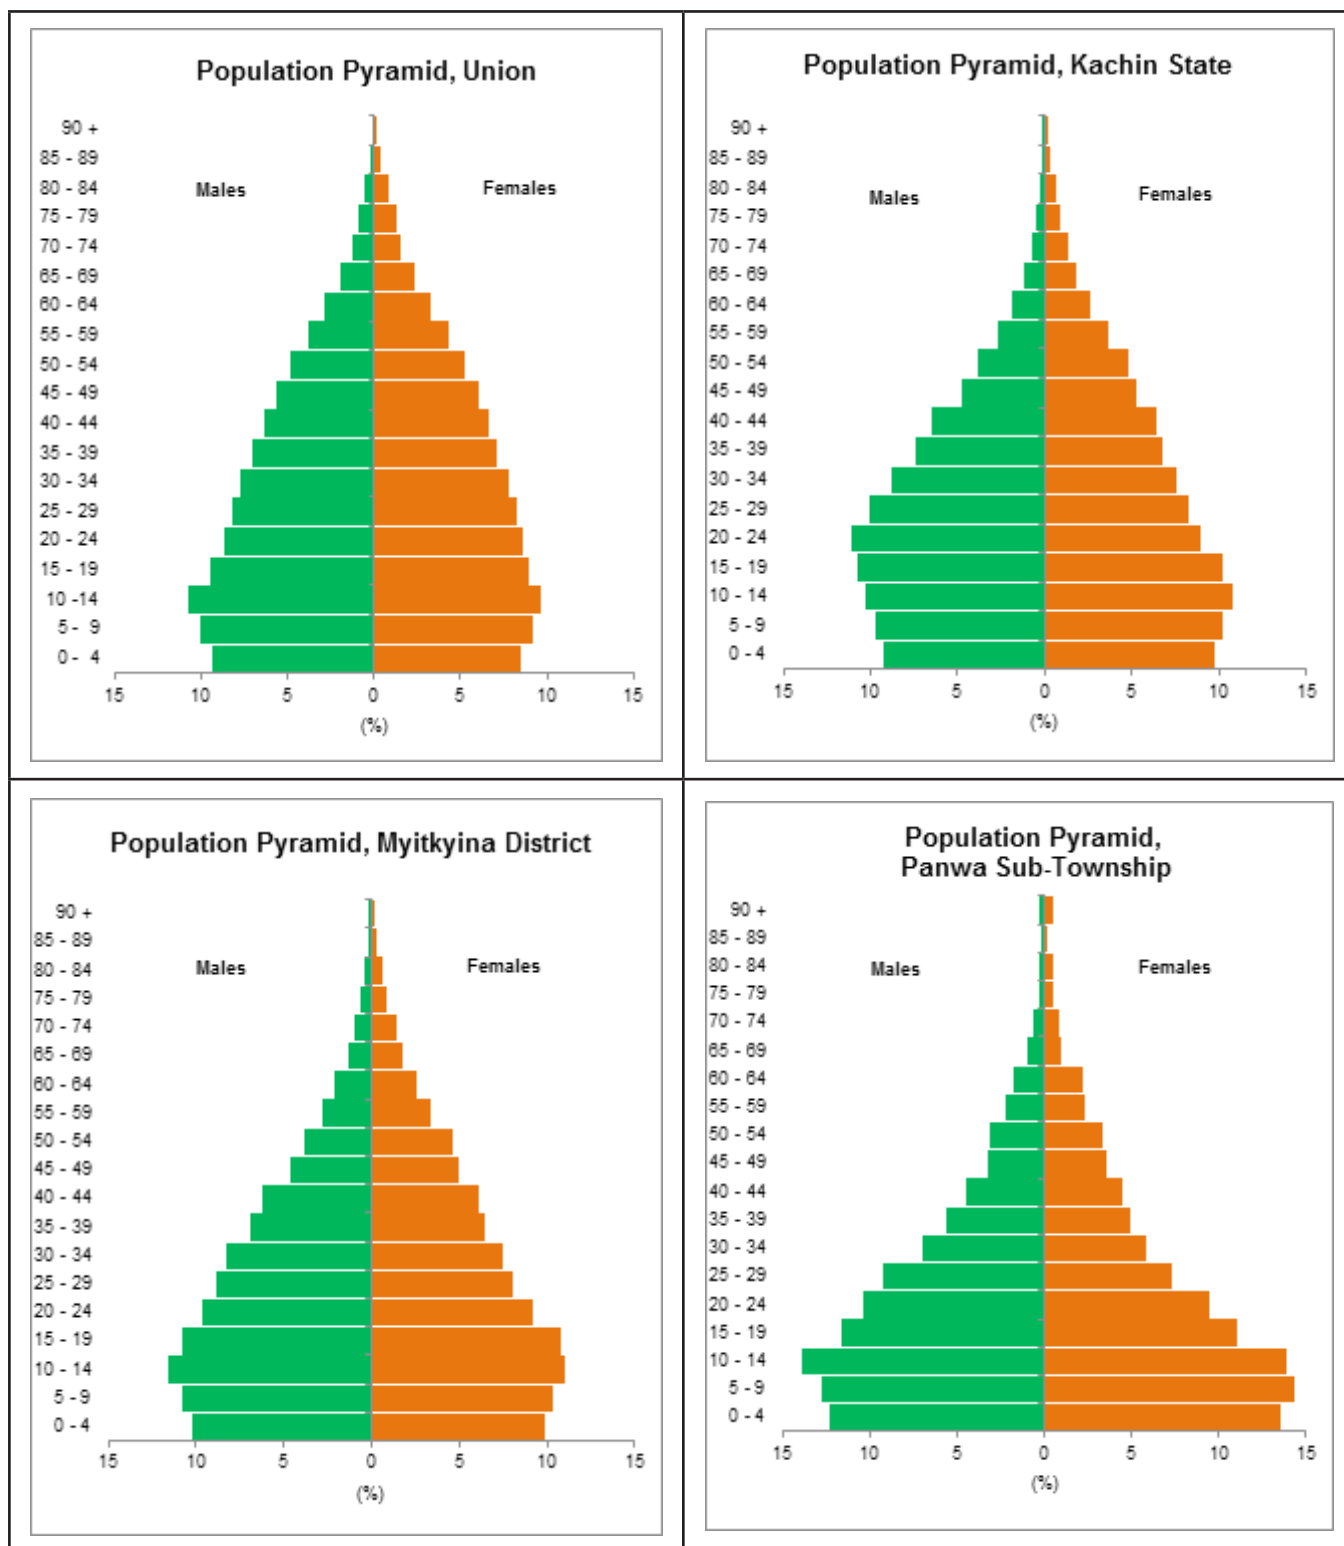 Population Pyramid, Union
90 +
85 - 89
80 - 84
75 - 79
70 - 74
65 - 69
60 - 64
55 - 59
50 - 54
45 - 49
40 - 44
35 - 39
30 - 34
25 - 29
20 - 24
15 - 19
10 -14
5 - 9
0 - 4
Males
Females
15 10 5 0 5 10 15
(%)
Population Pyramid, Kachin State
90 +
85 - 89
80 - 84
75 - 79
70 - 74
65 - 69
60 - 64
55 - 59
50 - 54
45 - 49
40 - 44
35 - 39
30 - 34
25 - 29
20 - 24
15 - 19
10 - 14
5 - 9
0 - 4
Males
Females
15 10 5 0 5 10 15
(%)
Population Pyramid, Myitkyina District
90 +
85 - 89
80 - 84
75 - 79
70 - 74
65 - 69
60 - 64
55 - 59
50 - 54
45 - 49
40 - 44
35 - 39
30 - 34
25 - 29
20 - 24
15 - 19
10 - 14
5 - 9
0 - 4
Males
Females
15 10 5 0 5 10 15
(%)
Population Pyramid,
Panwa Sub-Township
90 +
85 - 89
80 - 84
75 - 79
70 - 74
65 - 69
60 - 64
55 - 59
50 - 54
45 - 49
40 - 44
35 - 39
30 - 34
25 - 29
20 - 24
15 - 19
10 - 14
5 - 9
0 - 4
Males
Females
15 10 5 0 5 10 15
(%)